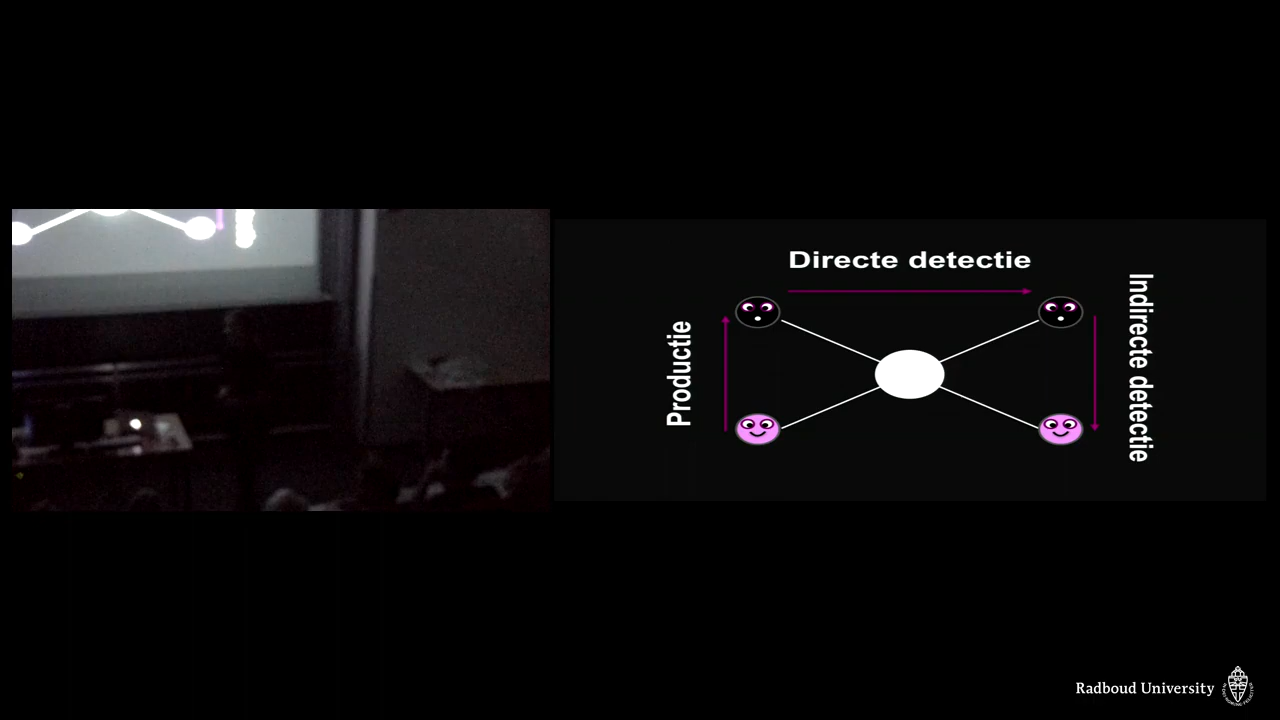 Directe detectie
Productie
Indirecte detectie
Radboud University